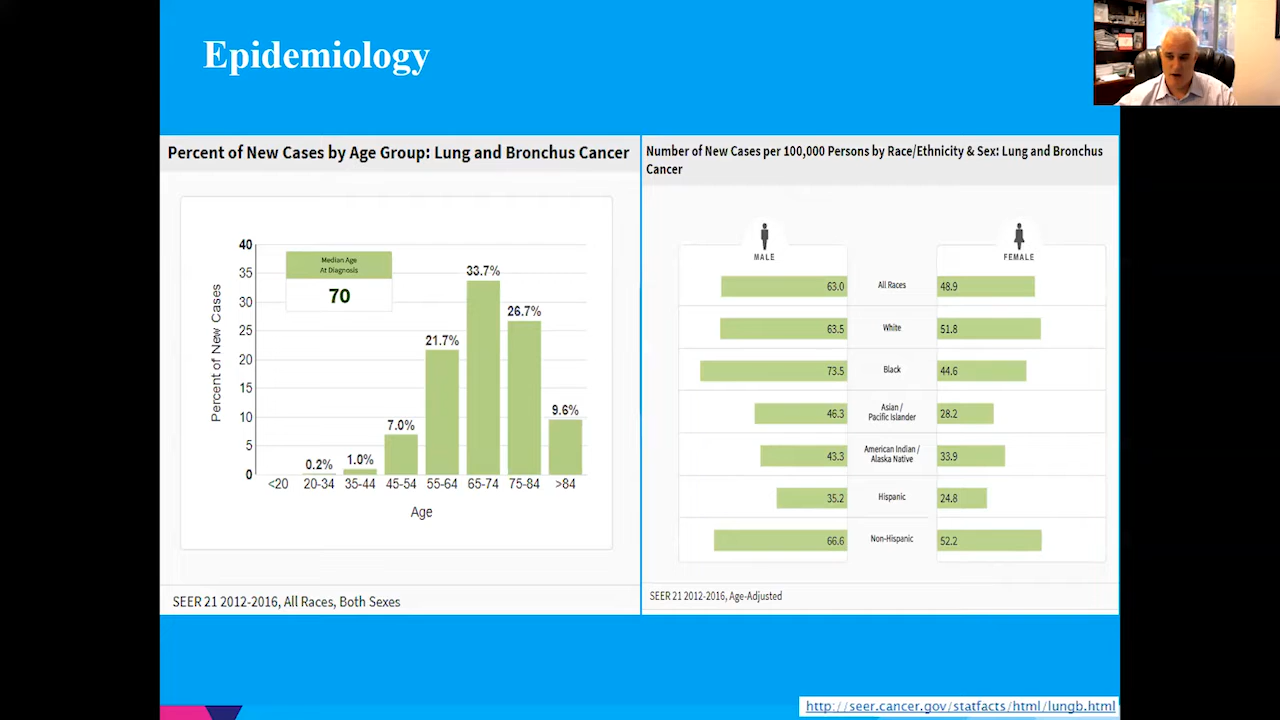 Epidemiology
Percent of New Cases by Age Group: Lung and Bronchus Cancer
40
35
30
25
20
15
10
5
0
Percent of New Cases
Median Age
At Diagnosis
70
0.2%
1.0%
7.0%
21.7%
33.7%
26.7%
9.6%
<20 20-34 35-44 45-54 55-64 65-74 75-84 >84
Age
SEER 21 2012-2016, All Races, Both Sexes
Number of New Cases per 100,000 Persons by Race/Ethnicity & Sex: Lung and Bronchus
Cancer
MALE FEMALE
63.0 All Races 48.9
63.5 White 51.8
73.5 Black 44.6
46.3 Asian / 28.2
Pacific Islander
43.3 American Indian / 33.9
Alaska Native
35.2 Hispanic 24.8
66.6 Non-Hispanic 52.2
SEER 21 2012-2016, Age-Adjusted
http://seer.cancer.gov/statfacts/html/lungb.html